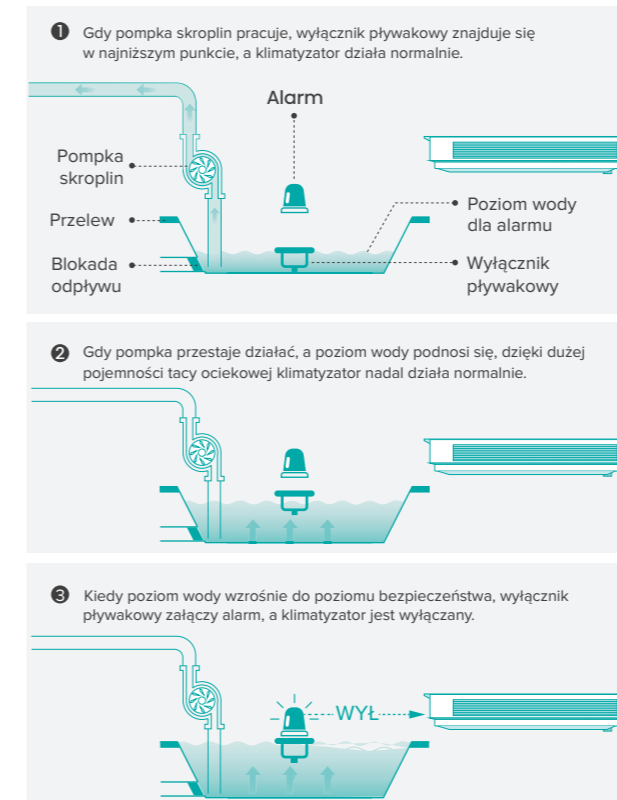 1 Gdy pompka skroplin pracuje, wyłącznik pływakowy znajduje się
w najniższym punkcie, a klimatyzator działa normalnie.
Alarm
Pompka
skroplin
Przelew
Blokada
odpływu
Poziom wody
dla alarmu
Wyłącznik
pływakowy
2 Gdy pompka przestaje działać, a poziom wody podnosi się, dzięki dużej
pojemności tacy ociekowej klimatyzator nadal działa normalnie.
3 Kiedy poziom wody wzrośnie do poziomu bezpieczeństwa, wyłącznik
pływakowy załączy alarm, a klimatyzator jest wyłączany.
WYŁ